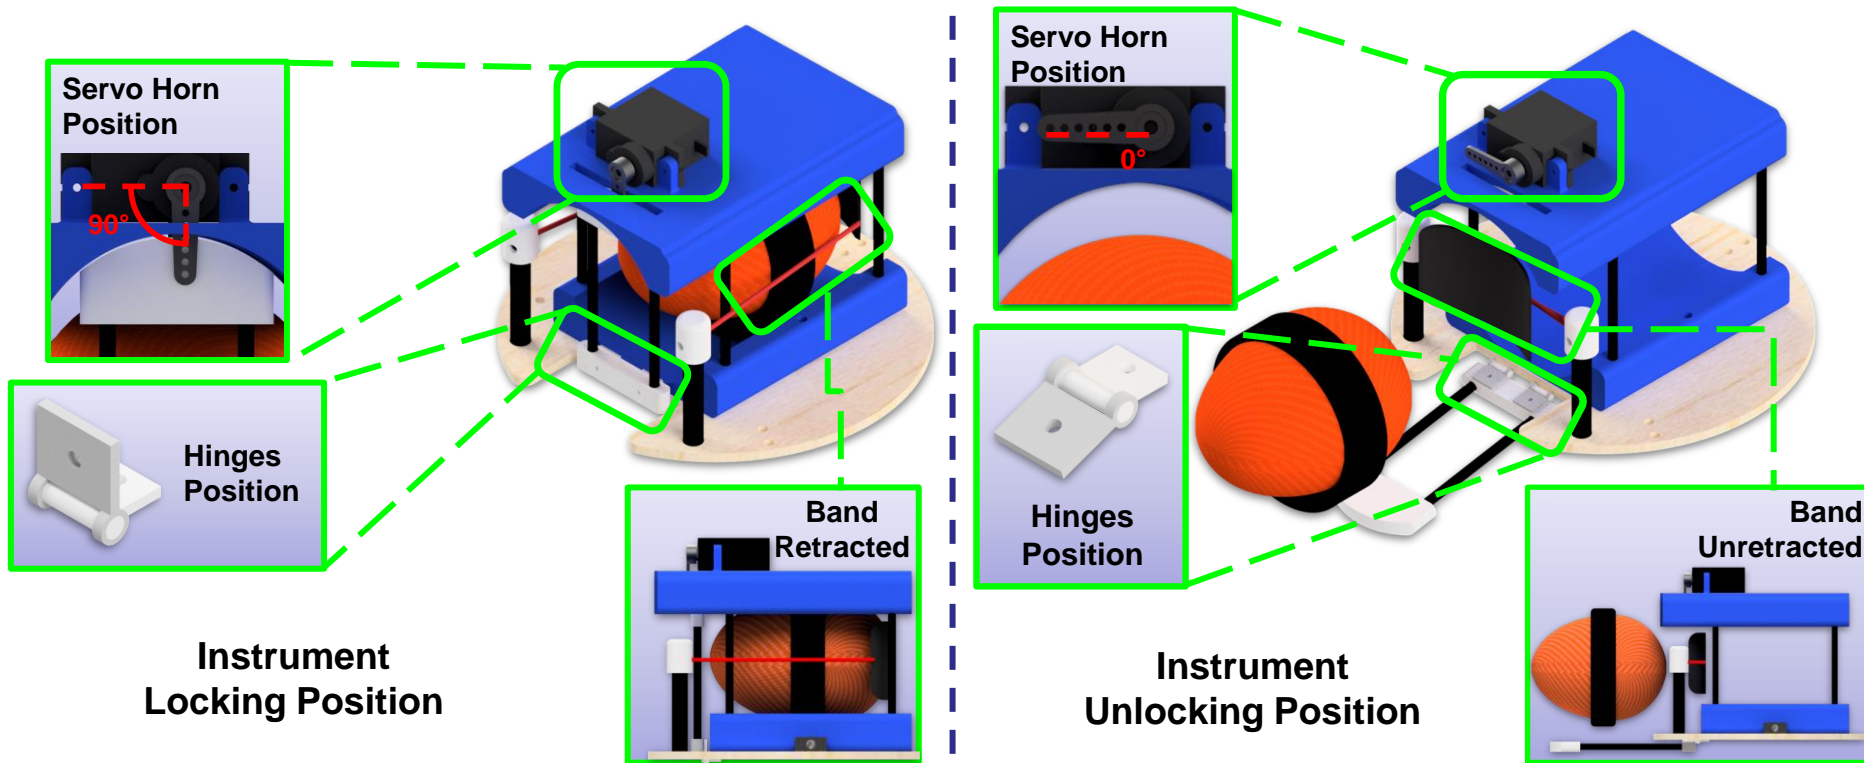 Servo Horn
Position
90°
Hinges
Position
Band
Retracted
Instrument
Locking Position
Servo Horn
Position
0°
Hinges
Position
Band
Unretracted
Instrument
Unlocking Position